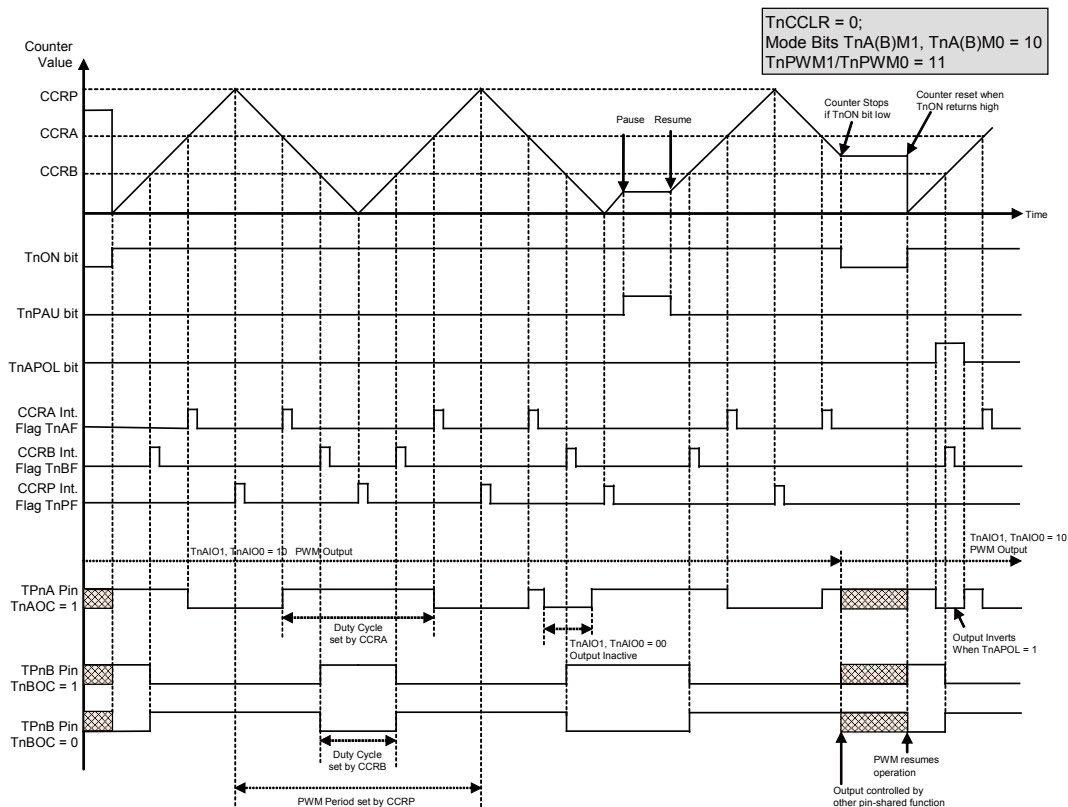 TnCCLR = 0;
Mode Bits TnA(B)M1, TnA(B)M0 = 10
TnPWM1/TnPWM0 = 11
Counter
Value
CCRP
CCRA
CCRB
Pause
Resume
Counter Stops
if TnON bit low
Counter reset when
TnON returns high
Time
TnON bit
TnPAU bit
TnAPOL bit
CCRA Int.
Flag TnAF
CCRB Int.
Flag TnBF
CCRP Int.
Flag TnPF
TnAIO1, TnAIO0 = 10 PWM Output
TnAIO1, TnAIO0 = 10
PWM Output
TPnA Pin
TnAOC = 1
Duty Cycle
set by CCRA
TnAIO1, TnAIO0 = 00
Output Inactive
Output Inverts
When TnAPOL = 1
TPnB Pin
TnBOC = 1
TPnB Pin
TnBOC = 0
Duty Cycle
set by CCRB
PWM resumes
operation
PWM Period set by CCRP
Output controlled by
other pin-shared function